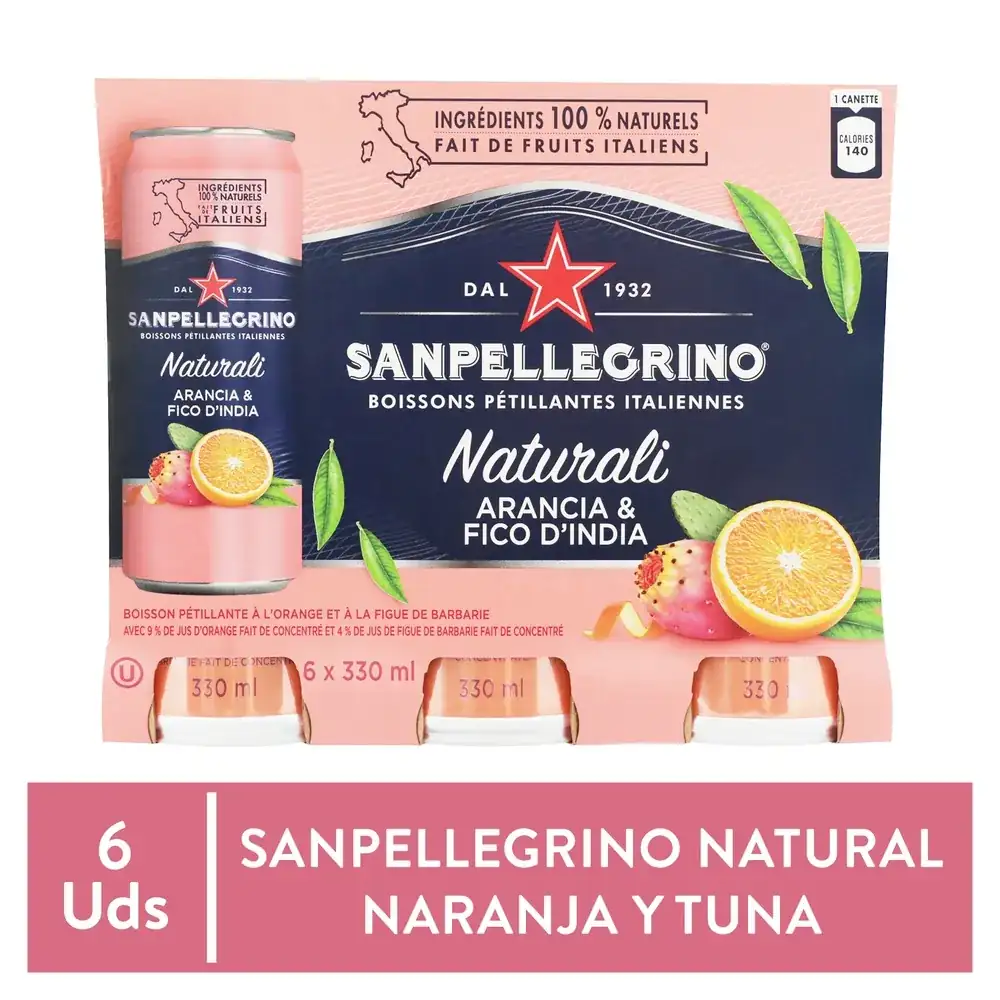 INGRÉDIENTS 100 % NATURELS
FAIT DE FRUITS ITALIENS
1 CANETTE
CALORIES
140
INGRÉDIENTS
100 % NATURELS
FAIT DE FRUITS
ITALIENS
DAL 1932
SANPELLEGRINO
BOISSONS PÉTILLANTES ITALIENNES
Naturali
ARANCIA &
FICO D'INDIA
DAL 1932
SANPELLEGRINO®
BOISSONS PÉTILLANTES ITALIENNES
Naturali
ARANCIA &
FICO D'INDIA
BOISSON PÉTILLANTE À L'ORANGE ET À LA FIGUE DE BARBARIE
AVEC 9 % DE JUS D'ORANGE FAIT DE CONCENTRÉ ET 4 % DE JUS DE FIGUE DE BARBARIE FAIT DE CONCENTRÉ
U
FAIT DE CONCENT
330 ml
6 x 330 ml
330 ml
330
6
Uds
SANPELLEGRINO NATURAL
NARANJA Y TUNA